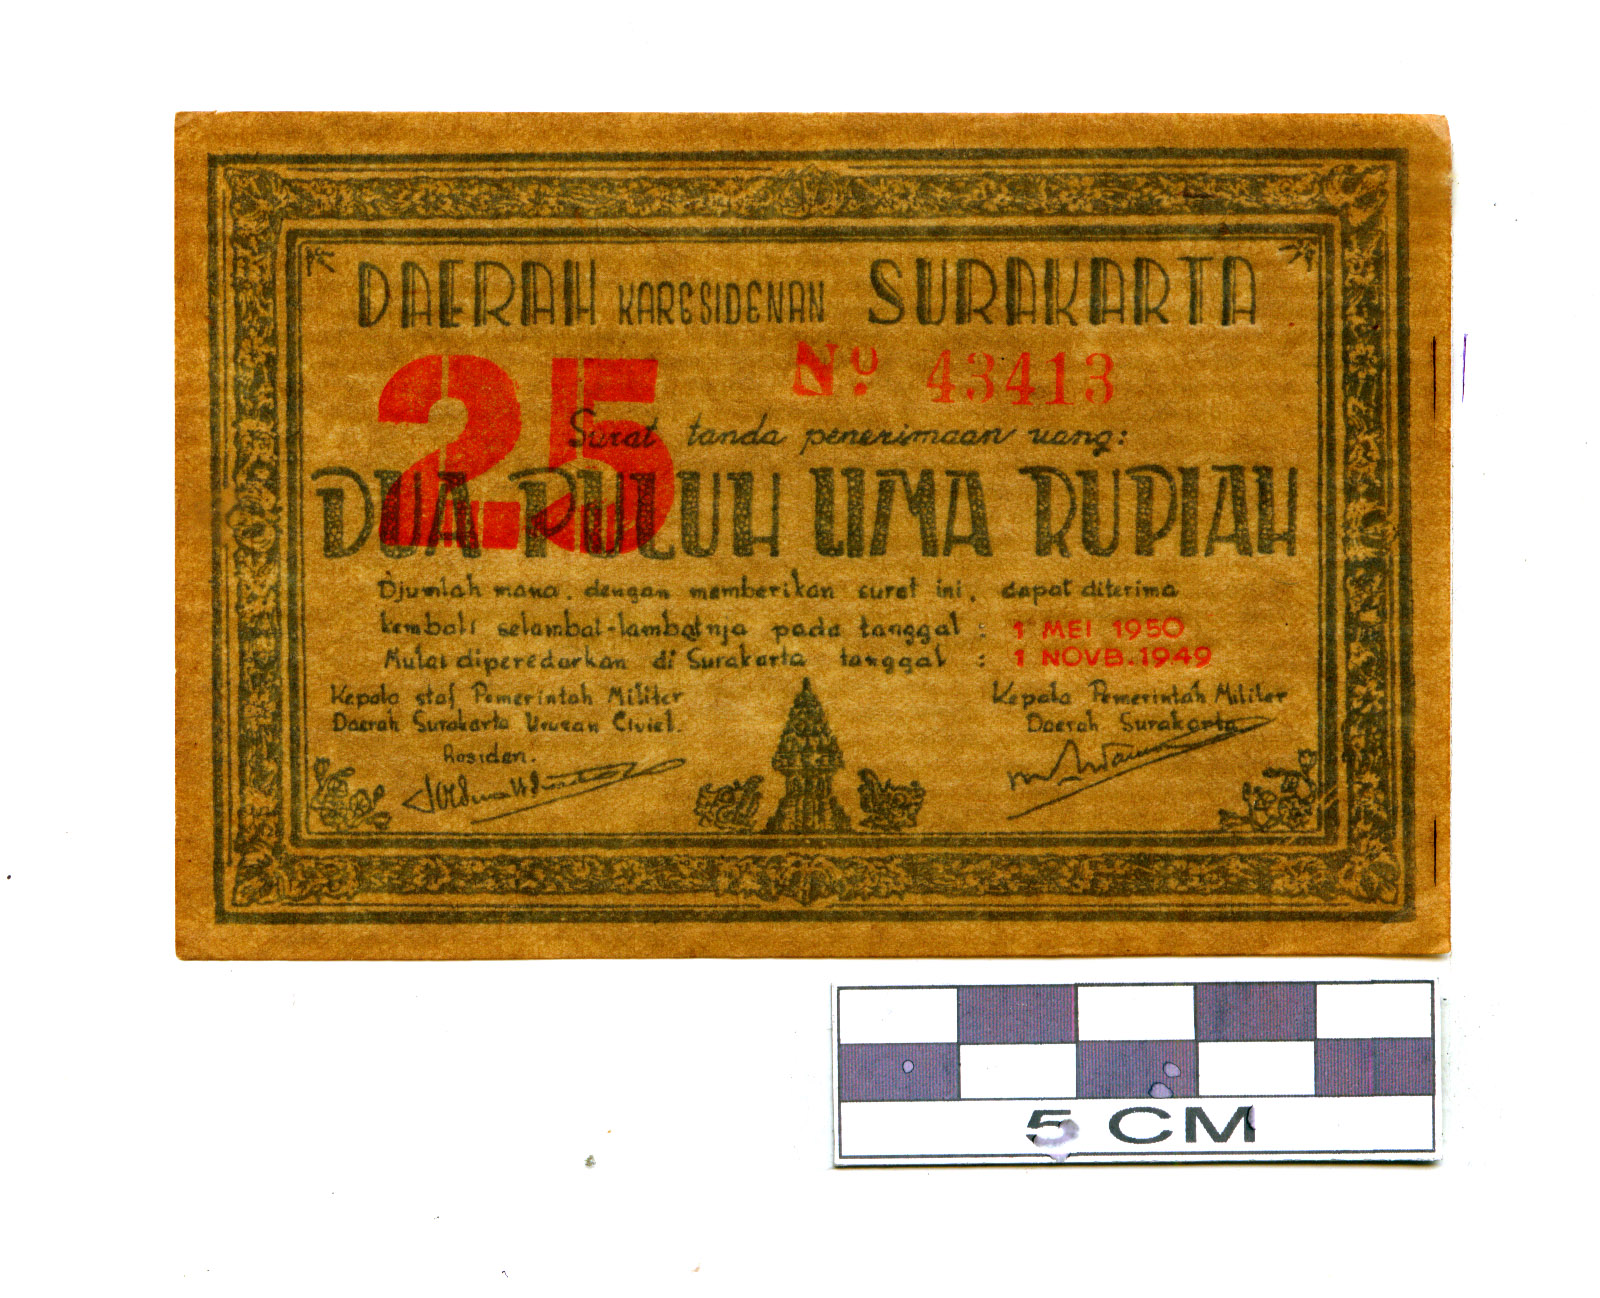 DAERAH KARESIDENAN SURAKARTA
25
No. 43413
Surat tanda penerimaan uang:
DUA PULUH LIMA RUPIAH
Djumlah mana, dengan memberikan surat ini, dapat diterima
kembali selambat-lambatnja pada tanggal : 1 MEI 1950
Mulai diperedarkan di Surakarta tanggal : 1 NOVB. 1949
Kepala staf Pemerintah Militer
Daerah Surakarta Urusan Civiel.
Residen.
Kepala Pemerintah Militer
Daerah Surakarta
5 CM